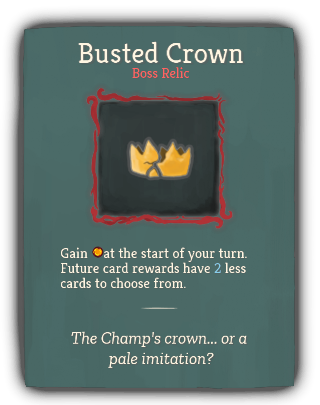 Busted Crown
Boss Relic
Gain at the start of your turn.
Future card rewards have 2 less
cards to choose from.
The Champ's crown... or a
pale imitation?